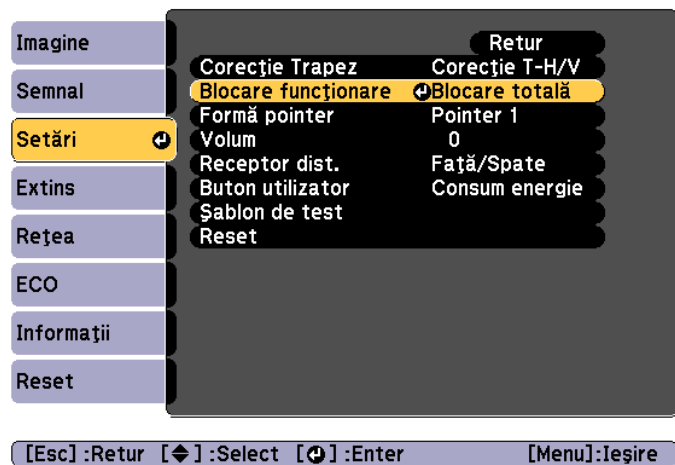 Imagine
Semnal
Setări
Extins
Reţea
ECO
Informaţii
Reset
Retur
Corecţie Trapez Corecţie T-H/V
Blocare funcţionare Blocare totală
Formă pointer Pointer 1
Volum 0
Receptor dist. Faţă/Spate
Buton utilizator Consum energie
Şablon de test
Reset
[Esc] :Retur [◆] :Select [⏎] :Enter [Menu]:Ieşire